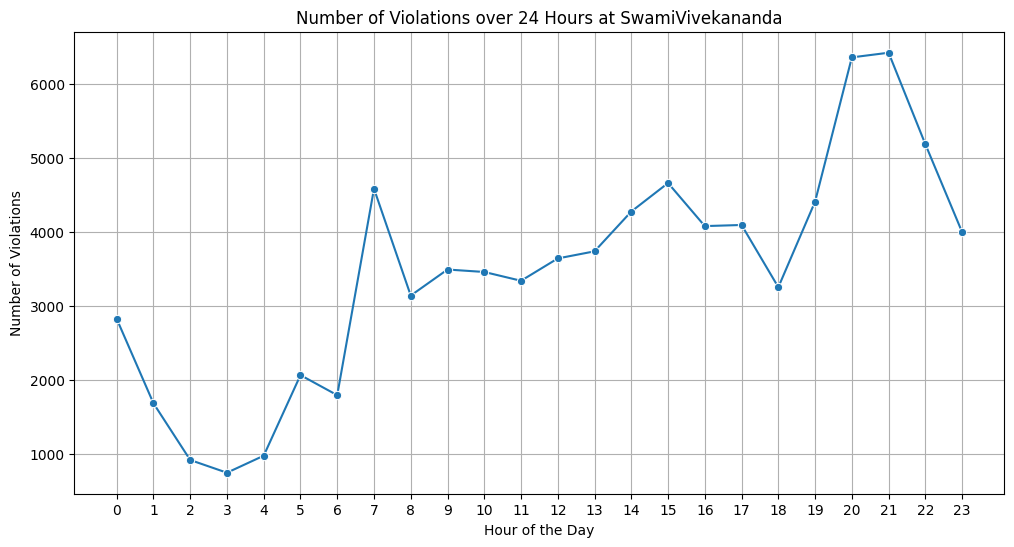 Number of Violations over 24 Hours at SwamiVivekananda
Number of Violations
6000
5000
4000
3000
2000
1000
0 1 2 3 4 5 6 7 8 9 10 11 12 13 14 15 16 17 18 19 20 21 22 23
Hour of the Day